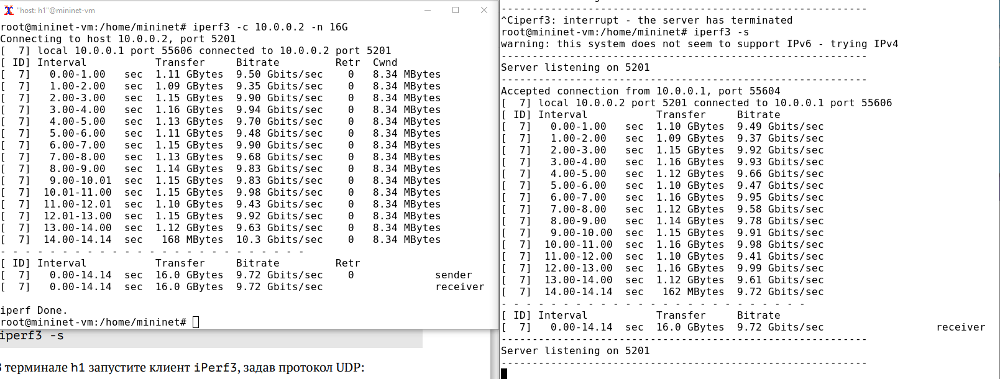 "host: h1"@mininet-vm
root@mininet-vm:/home/mininet# iperf3 -c 10.0.0.2 -n 16G
Connecting to host 10.0.0.2, port 5201
[  7] local 10.0.0.1 port 55606 connected to 10.0.0.2 port 5201
[ ID] Interval           Transfer     Bitrate         Retr  Cwnd
[  7]   0.00-1.00   sec  1.11 GBytes  9.50 Gbits/sec    0   8.34 MBytes
[  7]   1.00-2.00   sec  1.09 GBytes  9.35 Gbits/sec    0   8.34 MBytes
[  7]   2.00-3.00   sec  1.15 GBytes  9.90 Gbits/sec    0   8.34 MBytes
[  7]   3.00-4.00   sec  1.16 GBytes  9.94 Gbits/sec    0   8.34 MBytes
[  7]   4.00-5.00   sec  1.13 GBytes  9.70 Gbits/sec    0   8.34 MBytes
[  7]   5.00-6.00   sec  1.11 GBytes  9.48 Gbits/sec    0   8.34 MBytes
[  7]   6.00-7.00   sec  1.15 GBytes  9.90 Gbits/sec    0   8.34 MBytes
[  7]   7.00-8.00   sec  1.13 GBytes  9.68 Gbits/sec    0   8.34 MBytes
[  7]   8.00-9.00   sec  1.14 GBytes  9.83 Gbits/sec    0   8.34 MBytes
[  7]   9.00-10.01  sec  1.15 GBytes  9.83 Gbits/sec    0   8.34 MBytes
[  7]  10.01-11.00  sec  1.15 GBytes  9.98 Gbits/sec    0   8.34 MBytes
[  7]  11.00-12.01  sec  1.10 GBytes  9.43 Gbits/sec    0   8.34 MBytes
[  7]  12.01-13.00  sec  1.15 GBytes  9.92 Gbits/sec    0   8.34 MBytes
[  7]  13.00-14.00  sec  1.12 GBytes  9.63 Gbits/sec    0   8.34 MBytes
[  7]  14.00-14.14  sec   168 MBytes  10.3 Gbits/sec    0   8.34 MBytes
- - - - - - - - - - - - - - - - - - - - - - - - -
[ ID] Interval           Transfer     Bitrate         Retr
[  7]   0.00-14.14  sec  16.0 GBytes  9.72 Gbits/sec    0             sender
[  7]   0.00-14.14  sec  16.0 GBytes  9.72 Gbits/sec                  receiver
iperf Done.
root@mininet-vm:/home/mininet#
iperf3 -s
терминале h1 запустите клиент iPerf3, задав протокол UDP:
-----------------------------------------------------------
^Ciperf3: interrupt - the server has terminated
root@mininet-vm:/home/mininet# iperf3 -s
warning: this system does not seem to support IPv6 - trying IPv4
-----------------------------------------------------------
Server listening on 5201
-----------------------------------------------------------
Accepted connection from 10.0.0.1, port 55604
[  7] local 10.0.0.2 port 5201 connected to 10.0.0.1 port 55606
[ ID] Interval           Transfer     Bitrate
[  7]   0.00-1.00   sec  1.10 GBytes  9.49 Gbits/sec
[  7]   1.00-2.00   sec  1.09 GBytes  9.37 Gbits/sec
[  7]   2.00-3.00   sec  1.15 GBytes  9.92 Gbits/sec
[  7]   3.00-4.00   sec  1.16 GBytes  9.93 Gbits/sec
[  7]   4.00-5.00   sec  1.12 GBytes  9.66 Gbits/sec
[  7]   5.00-6.00   sec  1.10 GBytes  9.47 Gbits/sec
[  7]   6.00-7.00   sec  1.16 GBytes  9.95 Gbits/sec
[  7]   7.00-8.00   sec  1.12 GBytes  9.58 Gbits/sec
[  7]   8.00-9.00   sec  1.14 GBytes  9.78 Gbits/sec
[  7]   9.00-10.00  sec  1.15 GBytes  9.91 Gbits/sec
[  7]  10.00-11.00  sec  1.16 GBytes  9.98 Gbits/sec
[  7]  11.00-12.00  sec  1.10 GBytes  9.41 Gbits/sec
[  7]  12.00-13.00  sec  1.16 GBytes  9.99 Gbits/sec
[  7]  13.00-14.00  sec  1.12 GBytes  9.61 Gbits/sec
[  7]  14.00-14.14  sec   162 MBytes  9.72 Gbits/sec
- - - - - - - - - - - - - - - - - - - - - - - - -
[ ID] Interval           Transfer     Bitrate
[  7]   0.00-14.14  sec  16.0 GBytes  9.72 Gbits/sec                  receiver
-----------------------------------------------------------
Server listening on 5201
-----------------------------------------------------------